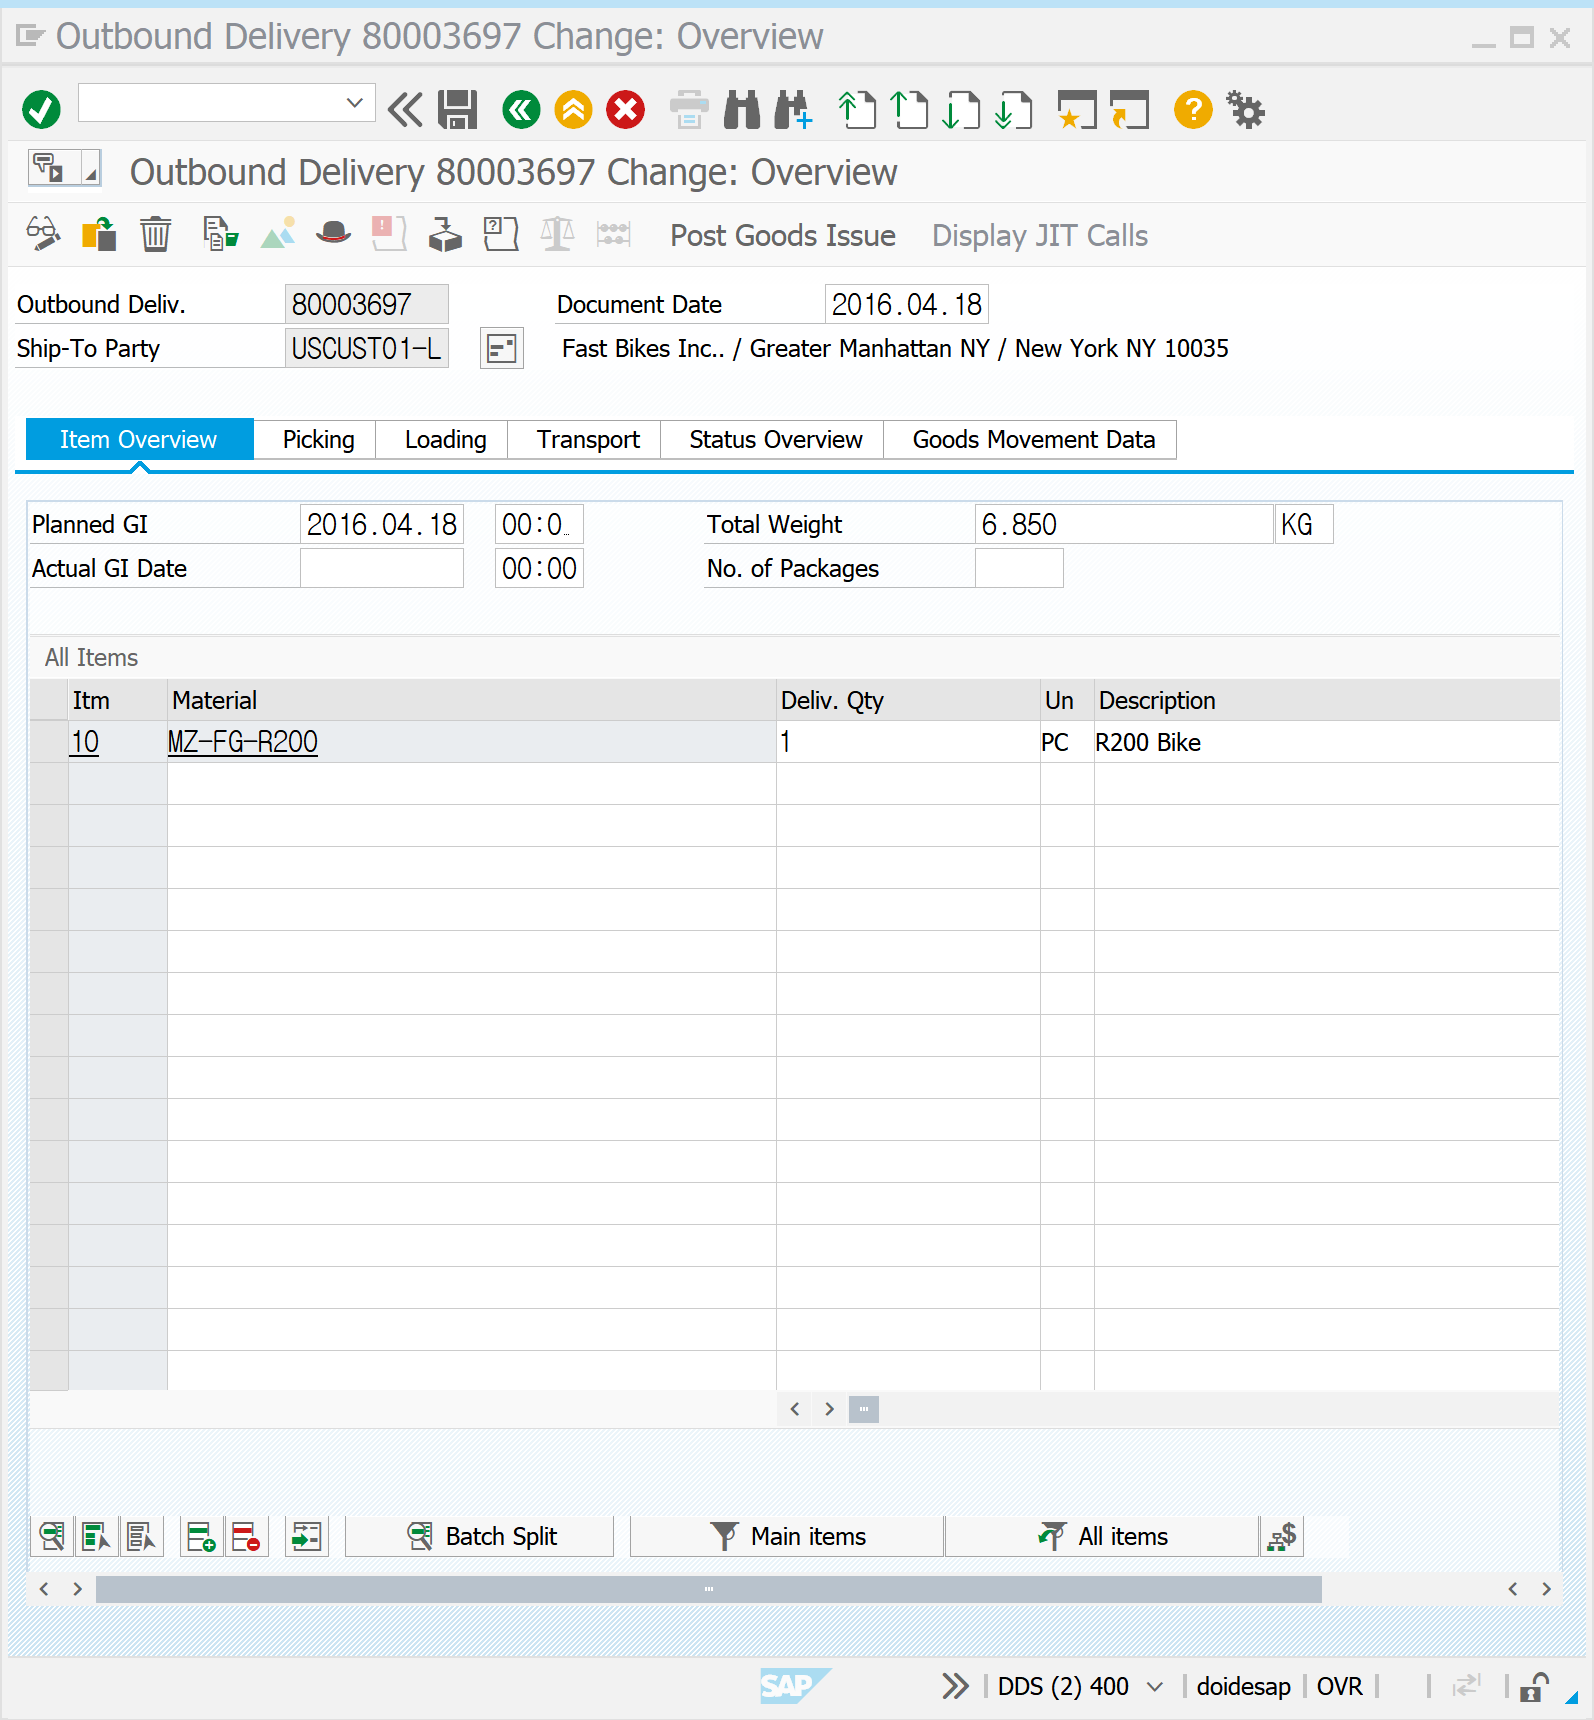 Outbound Delivery 80003697 Change: Overview
Outbound Delivery 80003697 Change: Overview
Post Goods Issue Display JIT Calls
Outbound Deliv. 80003697 Document Date 2016.04.18
Ship-To Party USCUST01-L Fast Bikes Inc.. / Greater Manhattan NY / New York NY 10035
Item Overview Picking Loading Transport Status Overview Goods Movement Data
Planned GI 2016.04.18 00:0… Total Weight 6.850 KG
Actual GI Date 00:00 No. of Packages
All Items
Itm Material Deliv. Qty Un Description
10 MZ-FG-R200 1 PC R200 Bike
Batch Split Main items All items
SAP DDS (2) 400 doidesap OVR